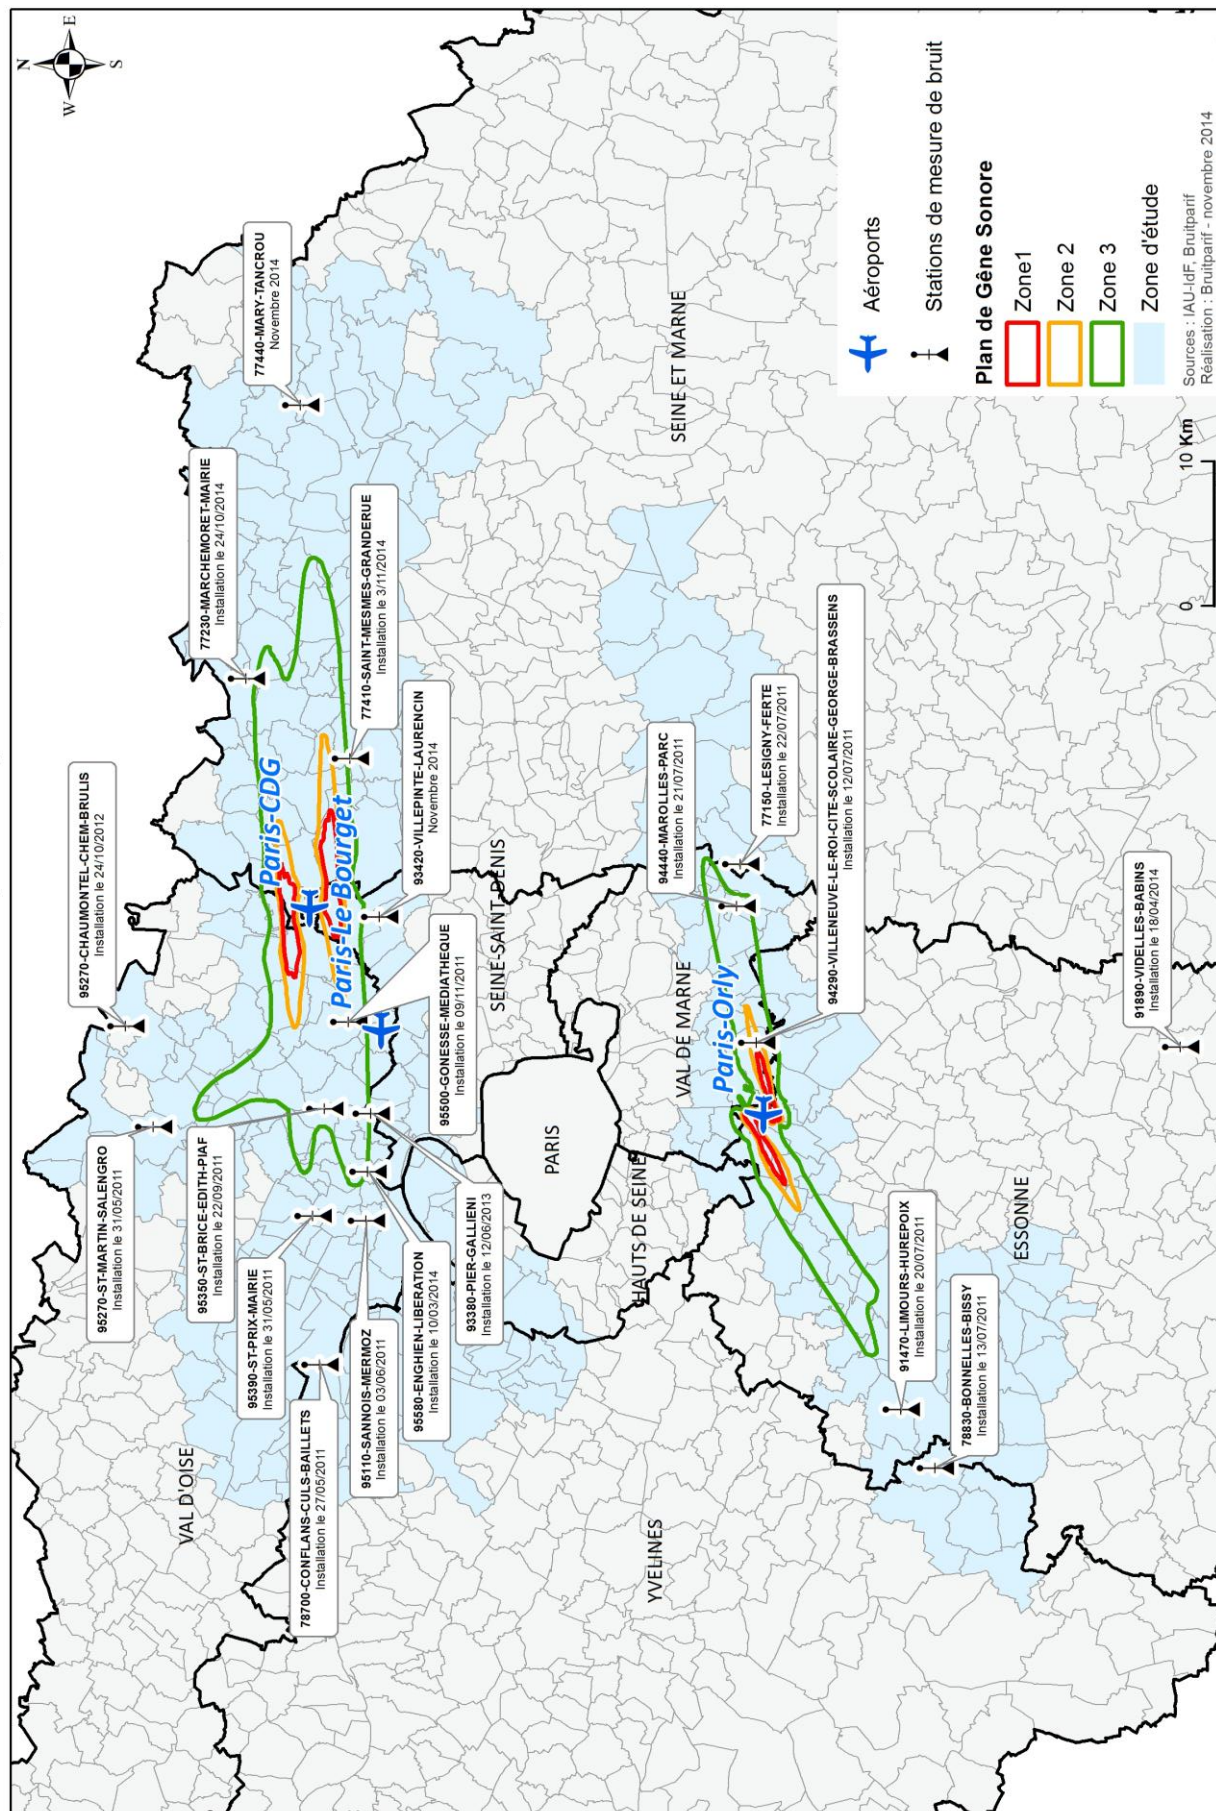 N
W
E
S
95270-CHAUMONTEL-CHEM-BRULIS
Installation le 24/10/2012
77230-MARCHEMORET-MAIRIE
Installation le 24/10/2014
77440-MARY-TANCROU
Novembre 2014
95270-ST-MARTIN-SALENGRO
Installation le 31/05/2011
VAL D'OISE
95350-ST-BRICE-EDITH-PIAF
Installation le 22/09/2011
95390-ST-PRIX-MAIRIE
Installation le 31/05/2011
78700-CONFLANS-CULS-BAILLETS
Installation le 27/05/2011
Paris-CDG
Paris-Le-Bourget
77410-SAINT-MESMES-GRANDERUE
Installation le 3/11/2014
95110-SANNOIS-MERMOZ
Installation le 03/06/2011
95580-ENGHIEN-LIBERATION
Installation le 10/03/2014
93380-PIER-GALLIENI
Installation le 12/06/2013
95500-GONESSE-MEDIATHEQUE
Installation le 09/11/2011
93420-VILLEPINTE-LAURENCIN
Novembre 2014
SEINE-SAINT-DENIS
PARIS
HAUTS DE SEINE
YVELINES
VAL DE MARNE
SEINE ET MARNE
94440-MAROLLES-PARC
Installation le 21/07/2011
Paris-Orly
77150-LESIGNY-FERTE
Installation le 22/07/2011
94290-VILLENEUVE-LE-ROI-CITE-SCOLAIRE-GEORGE-BRASSENS
Installation le 12/07/2011
91470-LIMOURS-HUREPOIX
Installation le 20/07/2011
78830-BONNELLES-BISSY
Installation le 13/07/2011
ESSONNE
91890-VIDELLES-BABINS
Installation le 18/04/2014
Aéroports
Stations de mesure de bruit
Plan de Gêne Sonore
Zone1
Zone 2
Zone 3
Zone d'étude
0 10 Km
Sources : IAU-IdF, Bruitparif
Réalisation : Bruitparif - novembre 2014